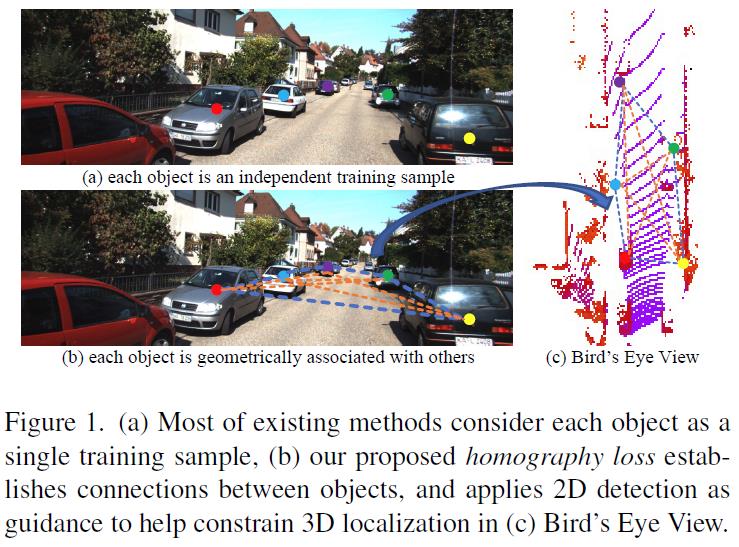 (a) each object is an independent training sample
(b) each object is geometrically associated with others
(c) Bird's Eye View
Figure 1. (a) Most of existing methods consider each object as a
single training sample, (b) our proposed homography loss estab-
lishes connections between objects, and applies 2D detection as
guidance to help constrain 3D localization in (c) Bird's Eye View.